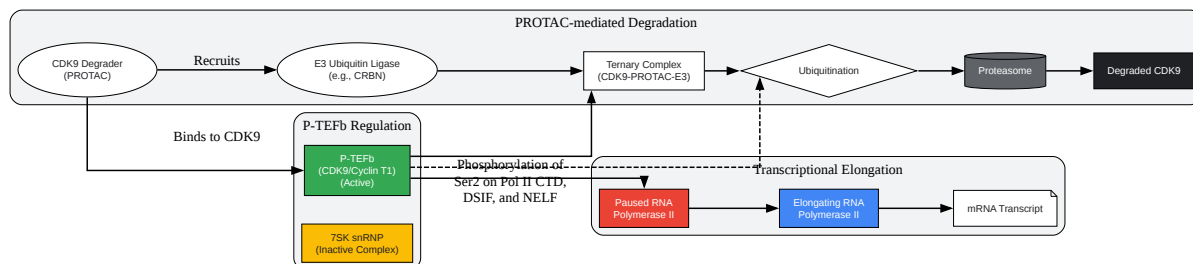 PROTAC-mediated Degradation
CDK9 Degrader
(PROTAC)
Recruits
E3 Ubiquitin Ligase
(e.g., CRBN)
Ternary Complex
(CDK9-PROTAC-E3)
Ubiquitination
Proteasome
Degraded CDK9
Binds to CDK9
P-TEFb Regulation
P-TEFb
(CDK9/Cyclin T1)
(Active)
7SK snRNP
(Inactive Complex)
Phosphorylation of
Ser2 on Pol II CTD,
DSIF, and NELF
Transcriptional Elongation
Paused RNA
Polymerase II
Elongating RNA
Polymerase II
mRNA Transcript